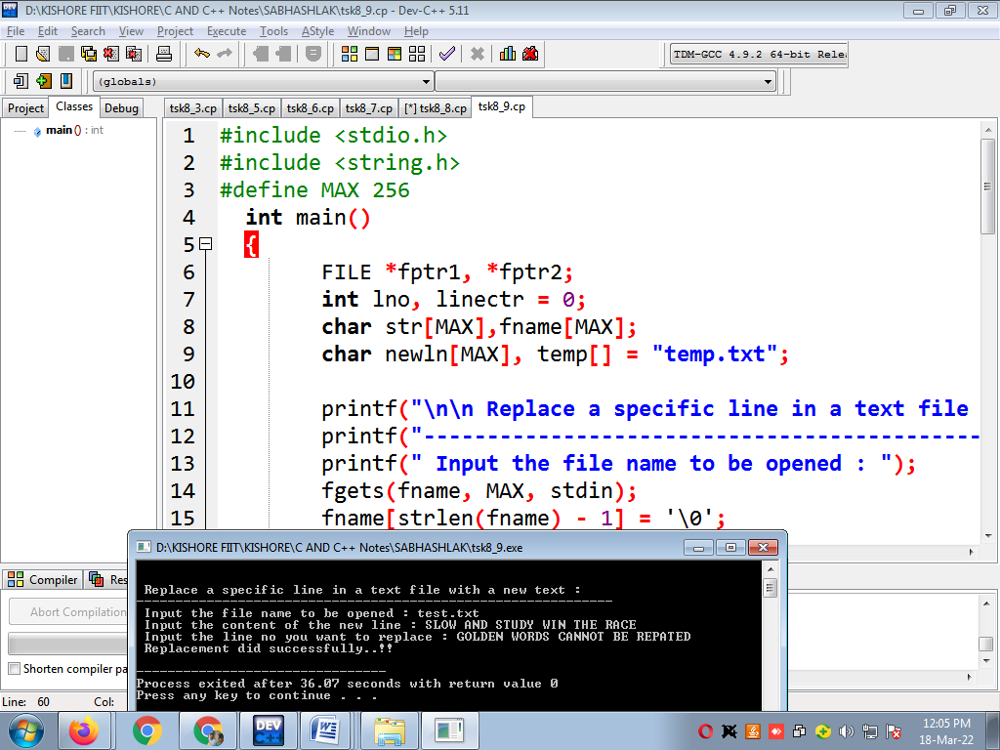 D:\KISHORE FIIT\KISHORE\C AND C++ Notes\SABHASHLAK\tsk8_9.cp - Dev-C++ 5.11
File Edit Search View Project Execute Tools AStyle Window Help
TDM-GCC 4.9.2 64-bit Rele
(globals)
Project Classes Debug
tsk8_3.cp tsk8_5.cp tsk8_6.cp tsk8_7.cp [*] tsk8_8.cp tsk8_9.cp
main () : int
1 #include <stdio.h>
2 #include <string.h>
3 #define MAX 256
4 int main()
5 {
6 FILE *fptr1, *fptr2;
7 int lno, linectr = 0;
8 char str[MAX],fname[MAX];
9 char newln[MAX], temp[] = "temp.txt";
10
11 printf("\n\n Replace a specific line in a text file
12 printf("--------------------------------------------
13 printf(" Input the file name to be opened : ");
14 fgets(fname, MAX, stdin);
15 fname[strlen(fname) - 1] = '\0';
D:\KISHORE FIIT\KISHORE\C AND C++ Notes\SABHASHLAK\tsk8_9.exe
Replace a specific line in a text file with a new text :
-------------------------------------------------------------
Input the file name to be opened : test.txt
Input the content of the new line : SLOW AND STUDY WIN THE RACE
Input the line no you want to replace : GOLDEN WORDS CANNOT BE REPATED
Replacement did successfully..!!
--------------------------------
Process exited after 36.07 seconds with return value 0
Press any key to continue . . .
Compiler Res
Abort Compilation
Shorten compiler pa
Line: 60 Col:
DEV C++
12:05 PM
18-Mar-22